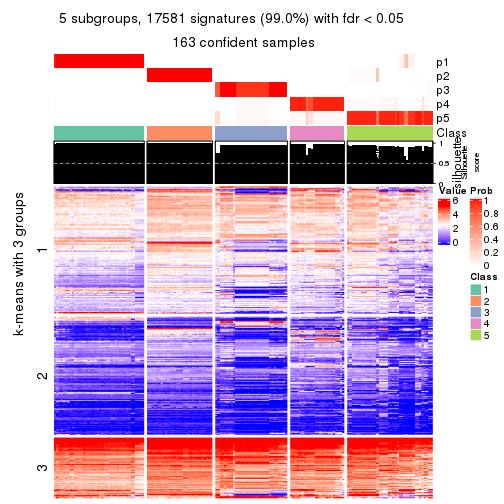 5 subgroups, 17581 signatures (99.0%) with fdr < 0.05
163 confident samples
p1
p2
p3
p4
p5
Class
1
0.5
0
silhouette
Silhouette
score
k-means with 3 groups
1
2
3
Value
6
4
2
0
Prob
1
0.8
0.6
0.4
0.2
0
Class
1
2
3
4
5